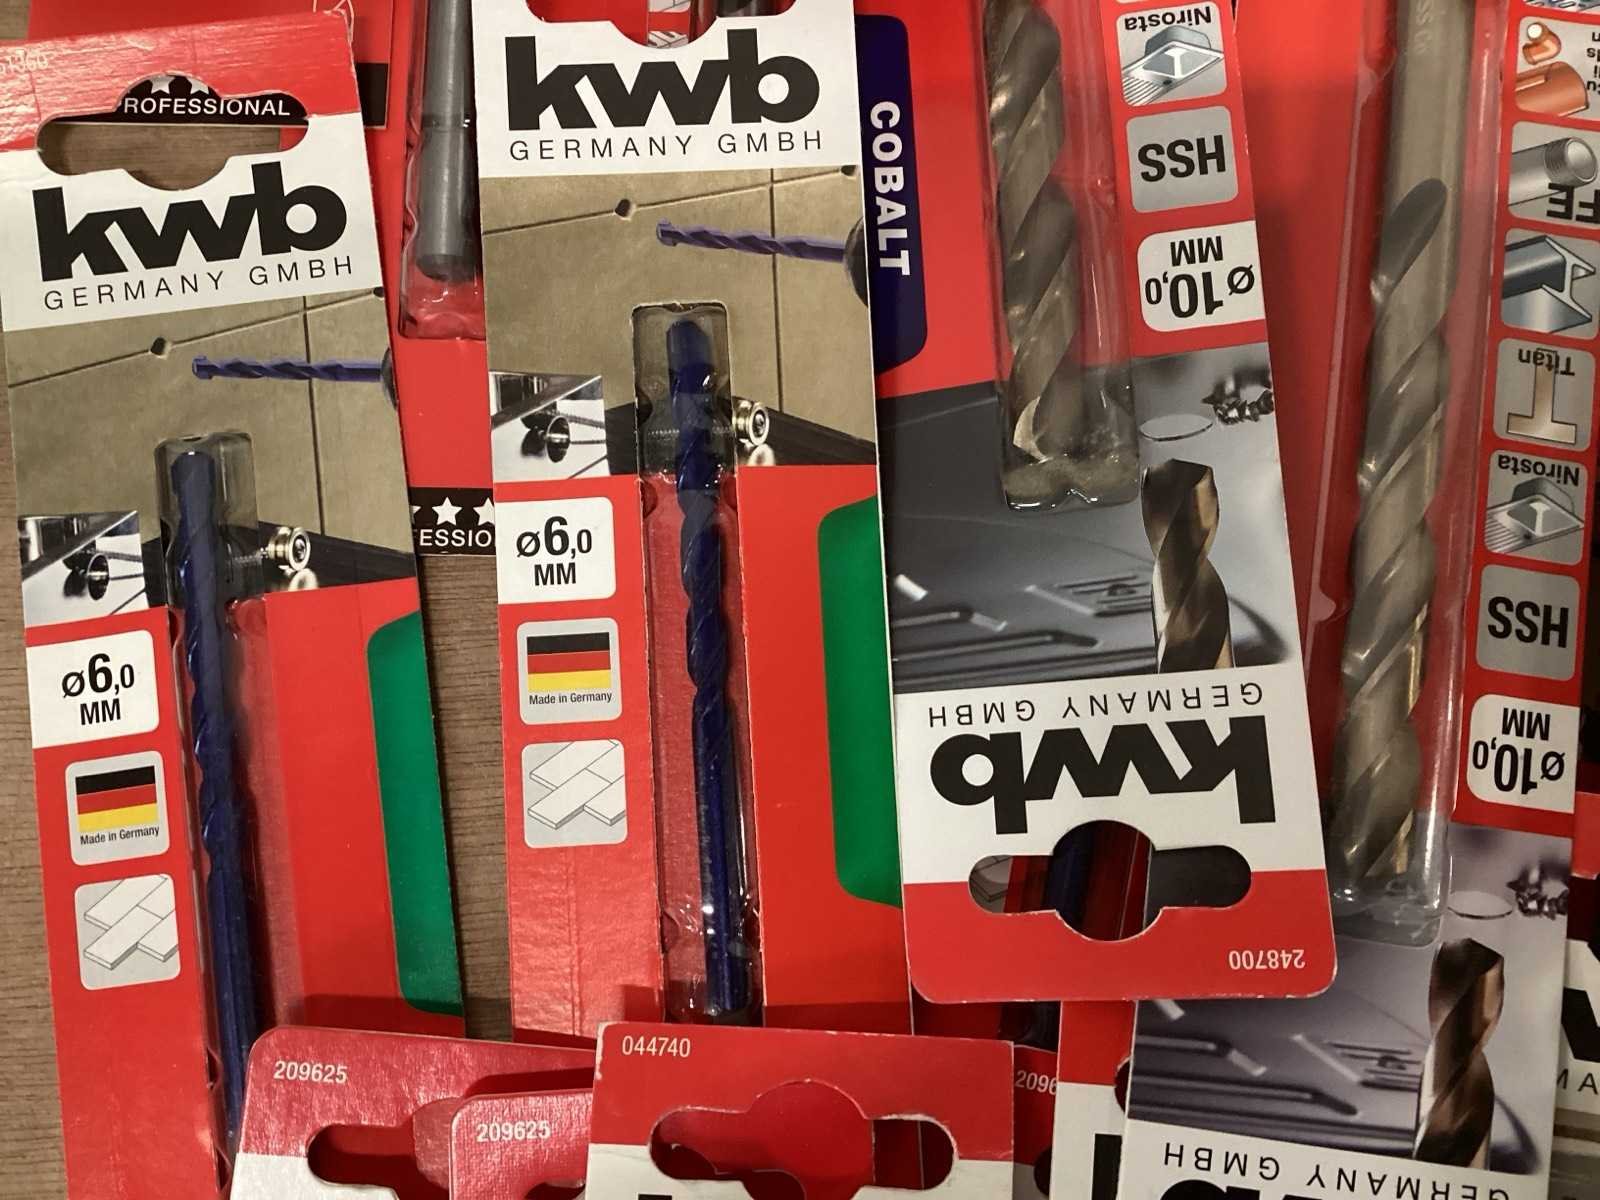 PROFESSIONAL
kwb
GERMANY GMBH
ø6,0
MM
Made in Germany
kwb
GERMANY GMBH
ø6,0
MM
Made in Germany
ESSIO
COBALT
Nirosta
HSS
ø10,0
MM
kwb
GERMANY GMBH
248700
Titan
Nirosta
HSS
ø10,0
MM
GERMANY GMBH
209625
209625
044740
2096